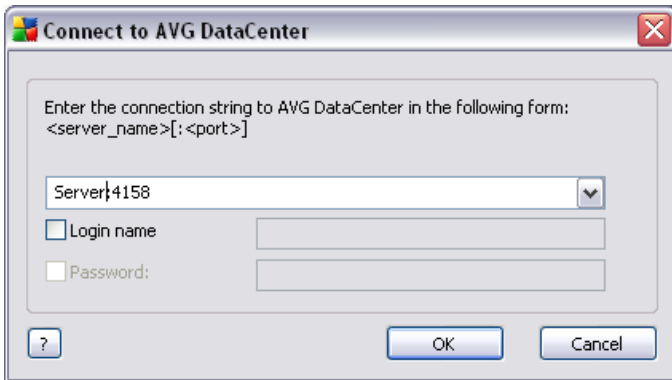 Connect to AVG DataCenter
Enter the connection string to AVG DataCenter in the following form:
<server_name>[:<port>]
Server:4158
Login name
Password:
?
OK
Cancel